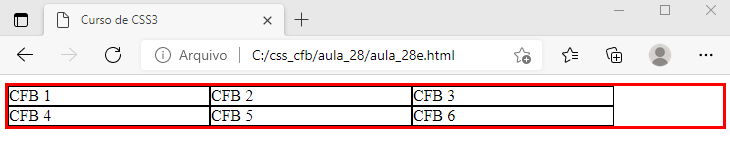 Curso de CSS3
Arquivo | C:/css_cfb/aula_28/aula_28e.html
CFB 1 CFB 2 CFB 3
CFB 4 CFB 5 CFB 6